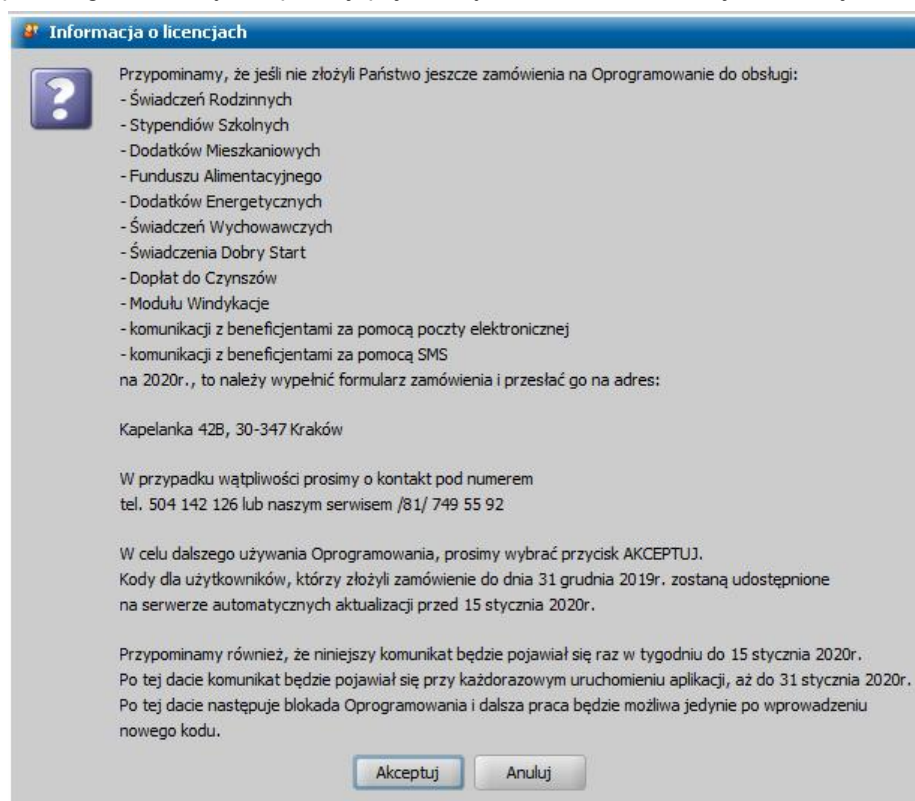 Informacja o licencjach
Przypominamy, że jeśli nie złożyli Państwo jeszcze zamówienia na Oprogramowanie do obsługi:
- Świadczeń Rodzinnych
- Stypendiów Szkolnych
- Dodatków Mieszkaniowych
- Funduszu Alimentacyjnego
- Dodatków Energetycznych
- Świadczeń Wychowawczych
- Świadczenia Dobry Start
- Dopłat do Czynszów
- Modułu Windykacje
- komunikacji z beneficjentami za pomocą poczty elektronicznej
- komunikacji z beneficjentami za pomocą SMS
na 2020r., to należy wypełnić formularz zamówienia i przesłać go na adres:
Kapelanka 42B, 30-347 Kraków
W przypadku wątpliwości prosimy o kontakt pod numerem
tel. 504 142 126 lub naszym serwisem /81/ 749 55 92
W celu dalszego używania Oprogramowania, prosimy wybrać przycisk AKCEPTUJ.
Kody dla użytkowników, którzy złożyli zamówienie do dnia 31 grudnia 2019r. zostaną udostępnione
na serwerze automatycznych aktualizacji przed 15 stycznia 2020r.
Przypominamy również, że niniejszy komunikat będzie pojawiał się raz w tygodniu do 15 stycznia 2020r.
Po tej dacie komunikat będzie pojawiał się przy każdorazowym uruchomieniu aplikacji, aż do 31 stycznia 2020r.
Po tej dacie następuje blokada Oprogramowania i dalsza praca będzie możliwa jedynie po wprowadzeniu
nowego kodu.
Akceptuj Anuluj